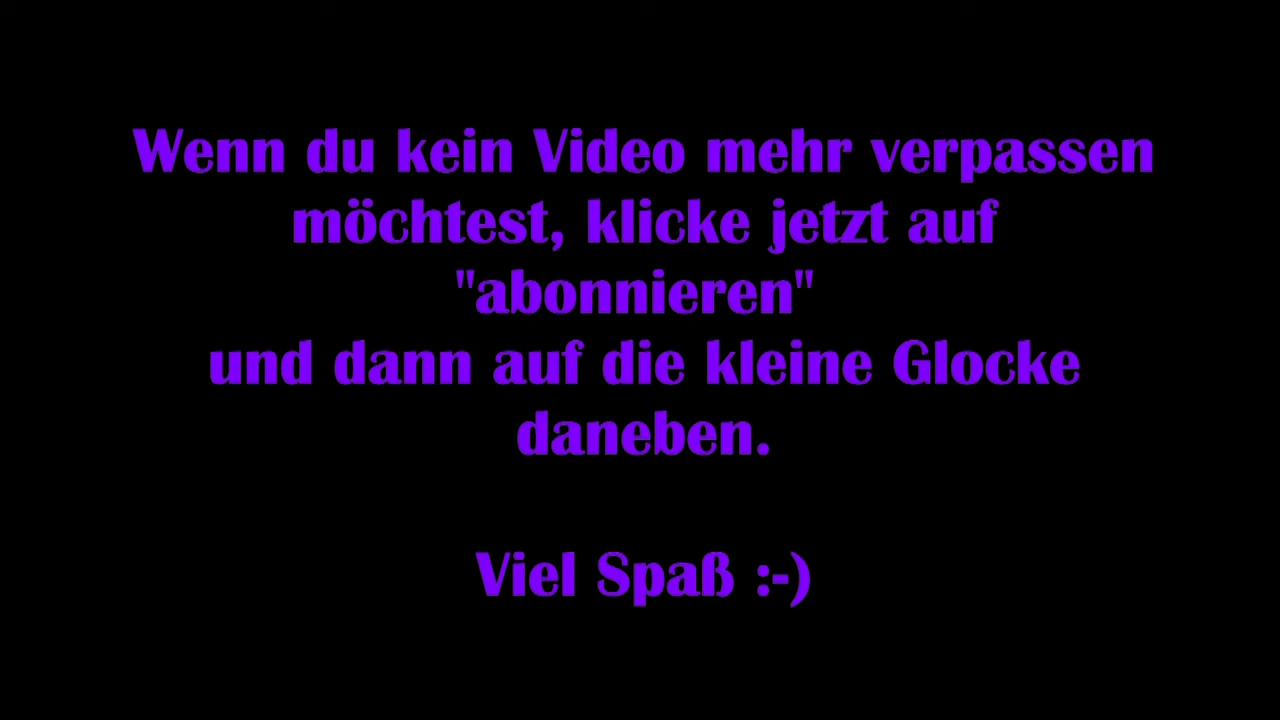 Wenn du kein Video mehr verpassen
möchtest, klicke jetzt auf
"abonnieren"
und dann auf die kleine Glocke
daneben.
Viel Spaß :-)